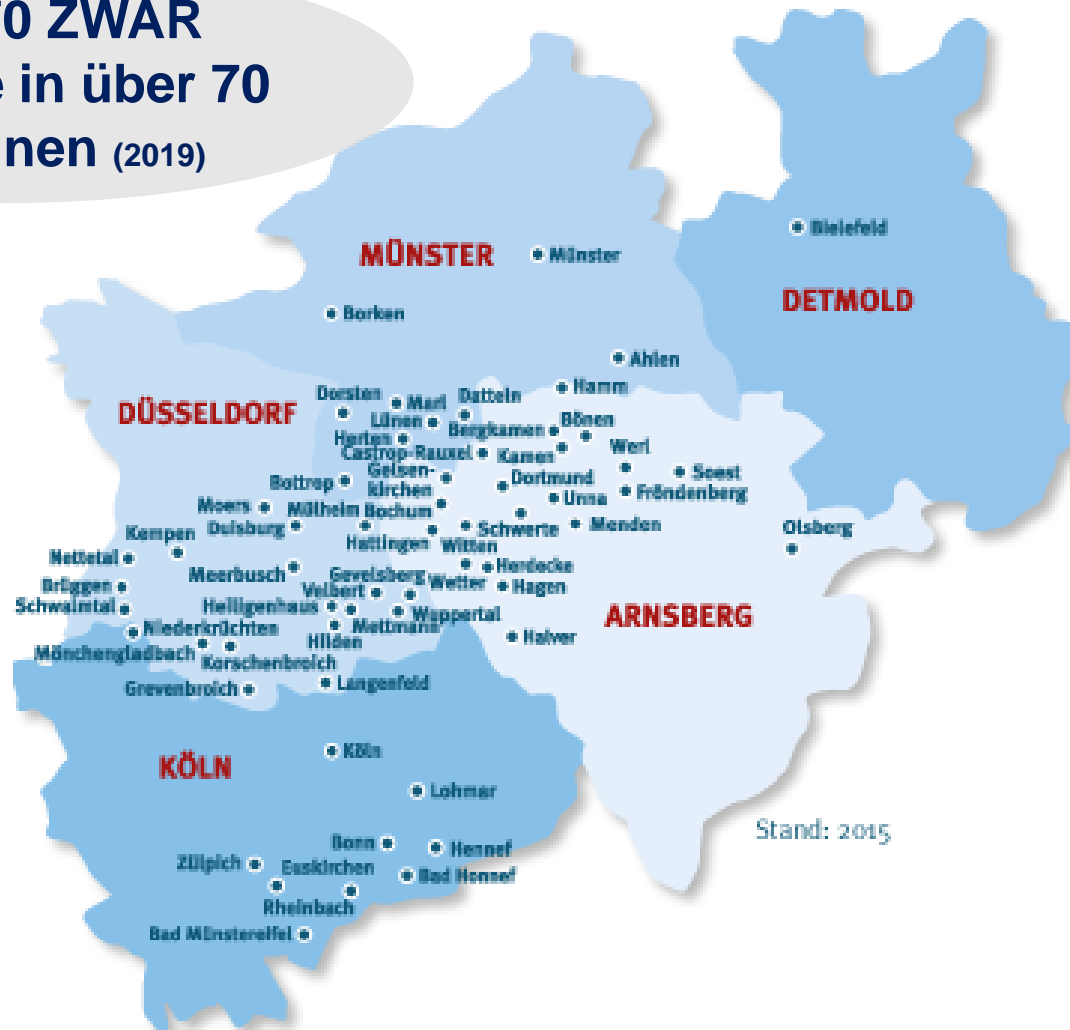 70 ZWAR
in über 70
(2019)
MÜNSTER
Münster
Bielefeld
DETMOLD
Borken
Ahlen
Hamm
DÜSSELDORF
Dorsten
Marl
Datteln
Lünen
Bergkamen
Bönen
Herten
Castrop-Rauxel
Kamen
Werl
Gelsen-
kirchen
Dortmund
Soest
Bottrop
Unna
Fröndenberg
Moers
Mülheim
Bochum
Duisburg
Schwerte
Menden
Olsberg
Kempen
Hattingen
Witten
Nettetal
Meerbusch
Gevelsberg
Wetter
Herdecke
Brüggen
Velbert
Hagen
Schwalmtal
Heiligenhaus
Wuppertal
ARNSBERG
Niederkrüchten
Mettmann
Hilden
Halver
Mönchengladbach
Korschenbroich
Grevenbroich
Langenfeld
KÖLN
Köln
Lohmar
Stand: 2015
Bonn
Hennef
Zülpich
Euskirchen
Bad Honnef
Rheinbach
Bad Münstereifel